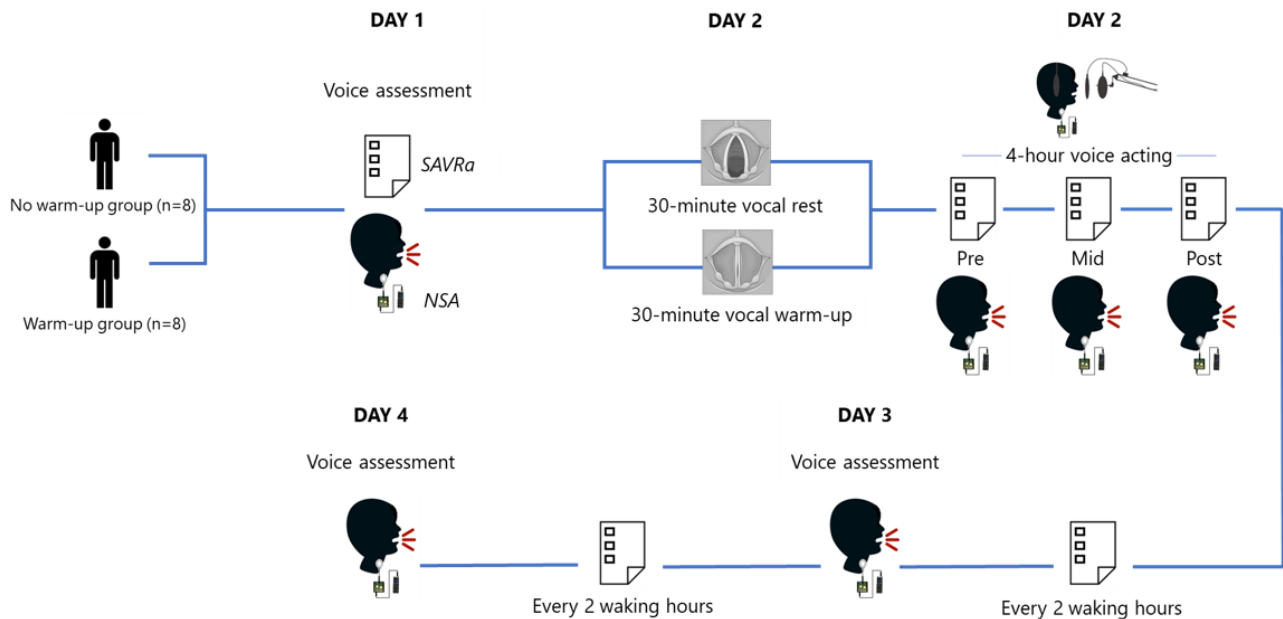 DAY 1
DAY 2
DAY 2
Voice assessment
SAVRa
No warm-up group (n=8)
Warm-up group (n=8)
NSA
30-minute vocal rest
30-minute vocal warm-up
4-hour voice acting
Pre
Mid
Post
DAY 4
DAY 3
Voice assessment
Voice assessment
Every 2 waking hours
Every 2 waking hours